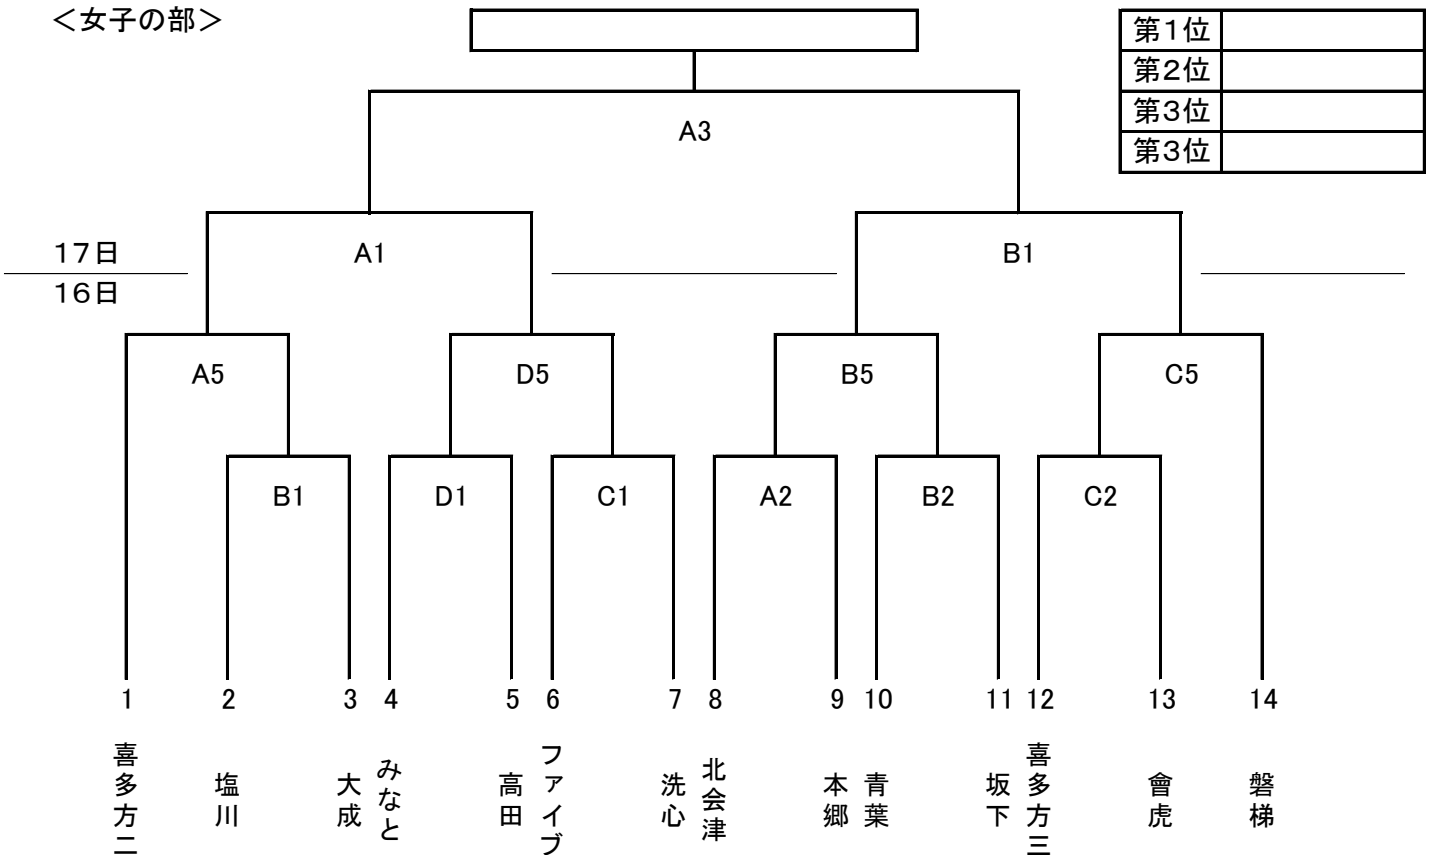 ＜女子の部＞
第1位
第2位
第3位
第3位
A3
17日
16日
A1
B1
A5
D5
B5
C5
B1
D1
C1
A2
B2
C2
1
2
3
4
5
6
7
8
9
10
11
12
13
14
喜多方二
塩川
大成
みなと
高田
ファイブ
洗心
北会津
本郷
青葉
坂下
喜多方三
會虎
磐梯